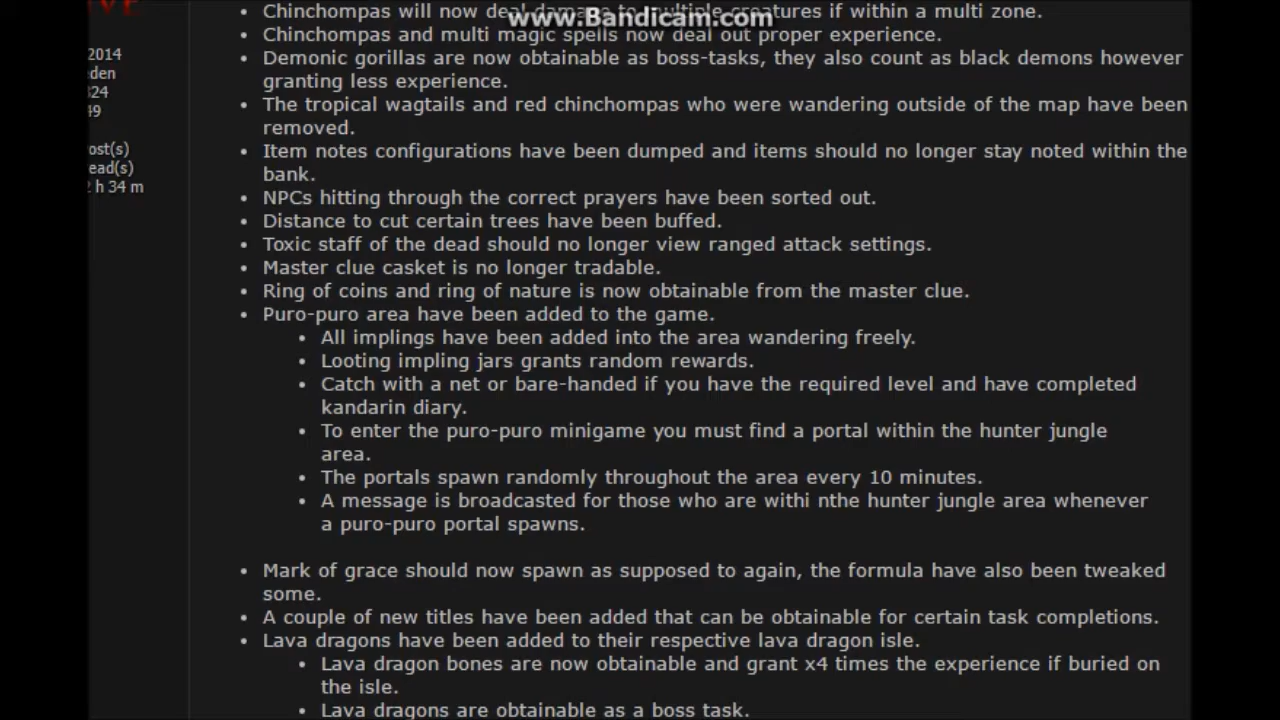 www.Bandicam.com
Chinchompas will now deal damage to multiple creatures if within a multi zone.
Chinchompas and multi magic spells now deal out proper experience.
2014
Demonic gorillas are now obtainable as boss-tasks, they also count as black demons however
eden
granting less experience.
324
The tropical wagtails and red chinchompas who were wandering outside of the map have been
49
removed.
ost(s)
Item notes configurations have been dumped and items should no longer stay noted within the
ead(s)
bank.
2 h 34 m
NPCs hitting through the correct prayers have been sorted out.
Distance to cut certain trees have been buffed.
Toxic staff of the dead should no longer view ranged attack settings.
Master clue casket is no longer tradable.
Ring of coins and ring of nature is now obtainable from the master clue.
Puro-puro area have been added to the game.
All implings have been added into the area wandering freely.
Looting impling jars grants random rewards.
Catch with a net or bare-handed if you have the required level and have completed
kandarin diary.
To enter the puro-puro minigame you must find a portal within the hunter jungle
area.
The portals spawn randomly throughout the area every 10 minutes.
A message is broadcasted for those who are withi nthe hunter jungle area whenever
a puro-puro portal spawns.
Mark of grace should now spawn as supposed to again, the formula have also been tweaked
some.
A couple of new titles have been added that can be obtainable for certain task completions.
Lava dragons have been added to their respective lava dragon isle.
Lava dragon bones are now obtainable and grant x4 times the experience if buried on
the isle.
Lava dragons are obtainable as a boss task.